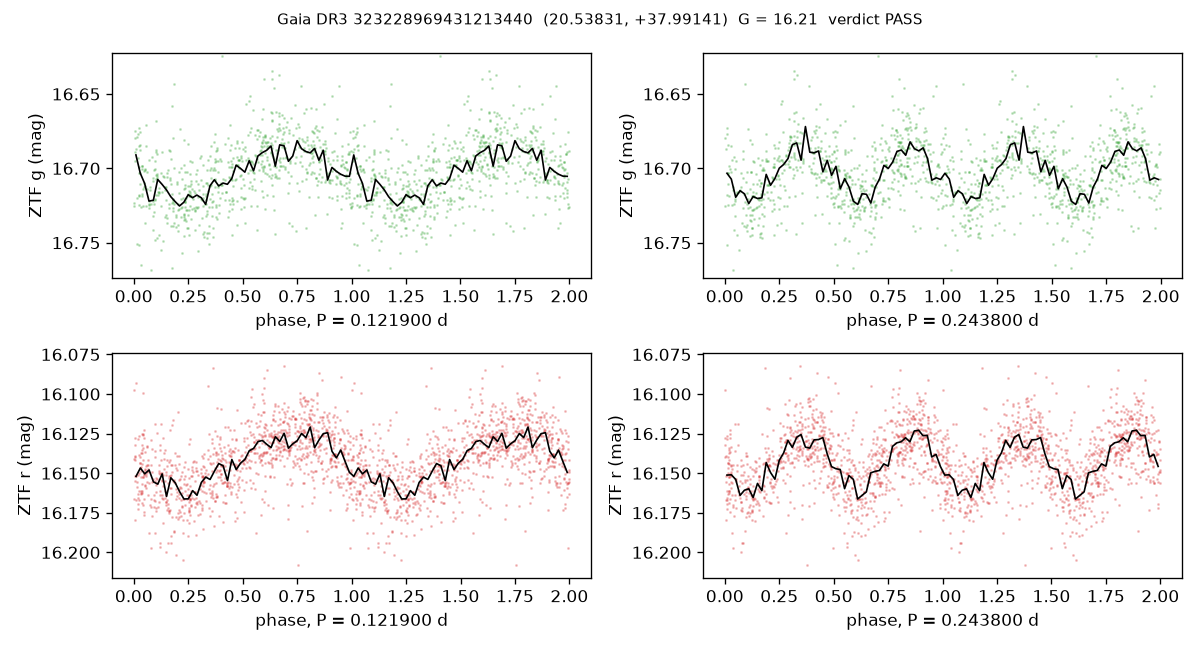 Gaia DR3 323228969431213440  (20.53831, +37.99141)  G = 16.21  verdict PASS
ZTF g (mag)
16.65
16.70
16.75
0.00 0.25 0.50 0.75 1.00 1.25 1.50 1.75 2.00
phase, P = 0.121900 d
ZTF g (mag)
16.65
16.70
16.75
0.00 0.25 0.50 0.75 1.00 1.25 1.50 1.75 2.00
phase, P = 0.243800 d
ZTF r (mag)
16.075
16.100
16.125
16.150
16.175
16.200
0.00 0.25 0.50 0.75 1.00 1.25 1.50 1.75 2.00
phase, P = 0.121900 d
ZTF r (mag)
16.075
16.100
16.125
16.150
16.175
16.200
0.00 0.25 0.50 0.75 1.00 1.25 1.50 1.75 2.00
phase, P = 0.243800 d